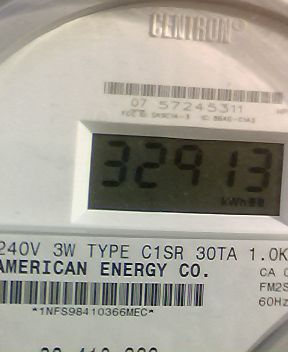 CENTRON®
07 57245311
32913
kWh
240V 3W TYPE C1SR 30TA 1.0K
AMERICAN ENERGY CO.
CA
FM2S
60Hz
*1NFS98410366MEC*